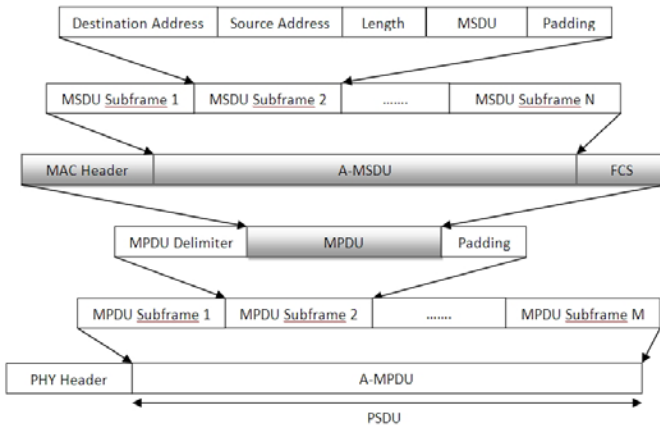 Destination Address Source Address Length MSDU Padding
MSDU Subframe 1 MSDU Subframe 2 ....... MSDU Subframe N
MAC Header A-MSDU FCS
MPDU Delimiter MPDU Padding
MPDU Subframe 1 MPDU Subframe 2 ....... MPDU Subframe M
PHY Header A-MPDU
PSDU